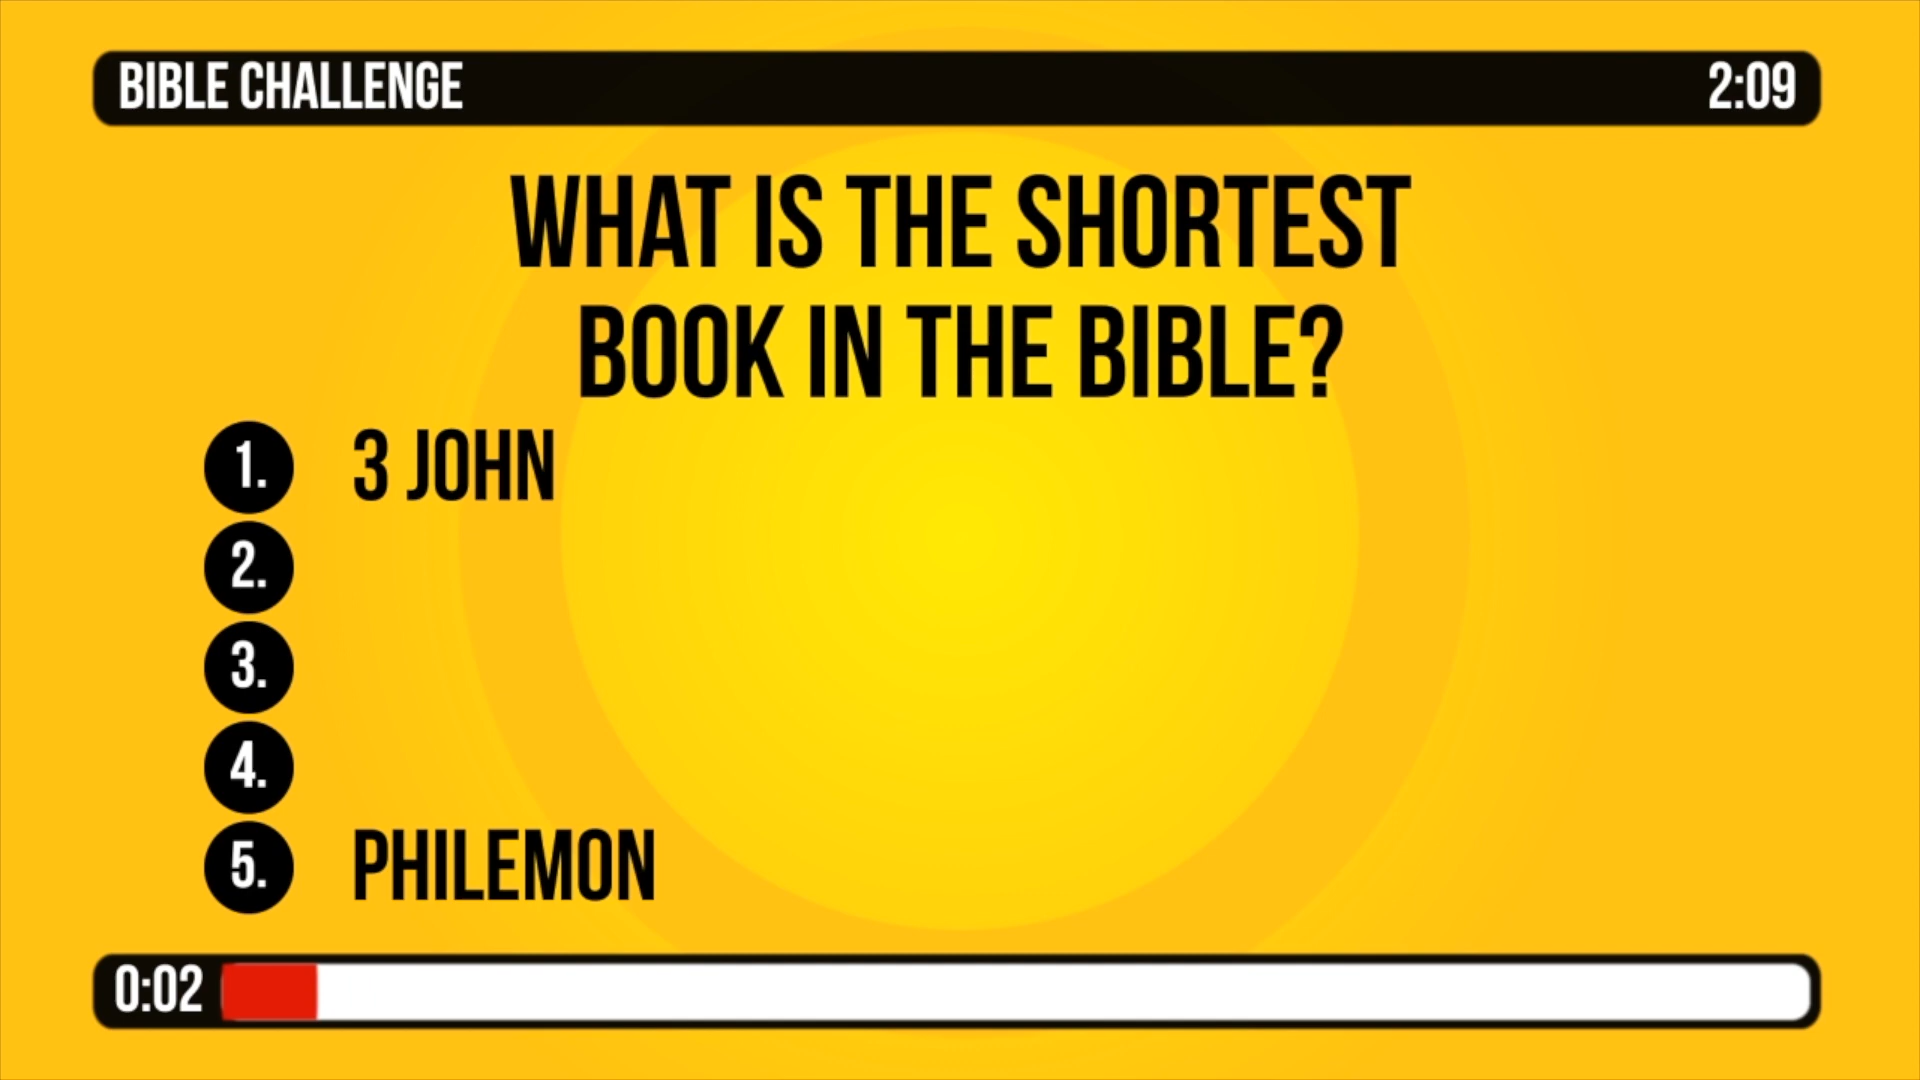 BIBLE CHALLENGE
2:09
WHAT IS THE SHORTEST
BOOK IN THE BIBLE?
1. 3 JOHN
2.
3.
4.
5. PHILEMON
0:02